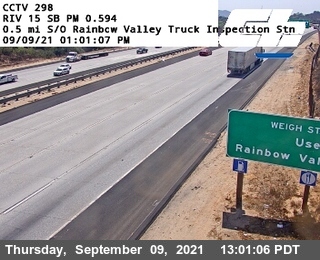 CCTV 298
RIV 15 SB PM 0.594
0.5 mi S/O Rainbow Valley Truck Inspection Stn
09/09/21 01:01:07 PM
WEIGH ST
Use
Rainbow Val
Thursday, September 09, 2021 13:01:06 PDT